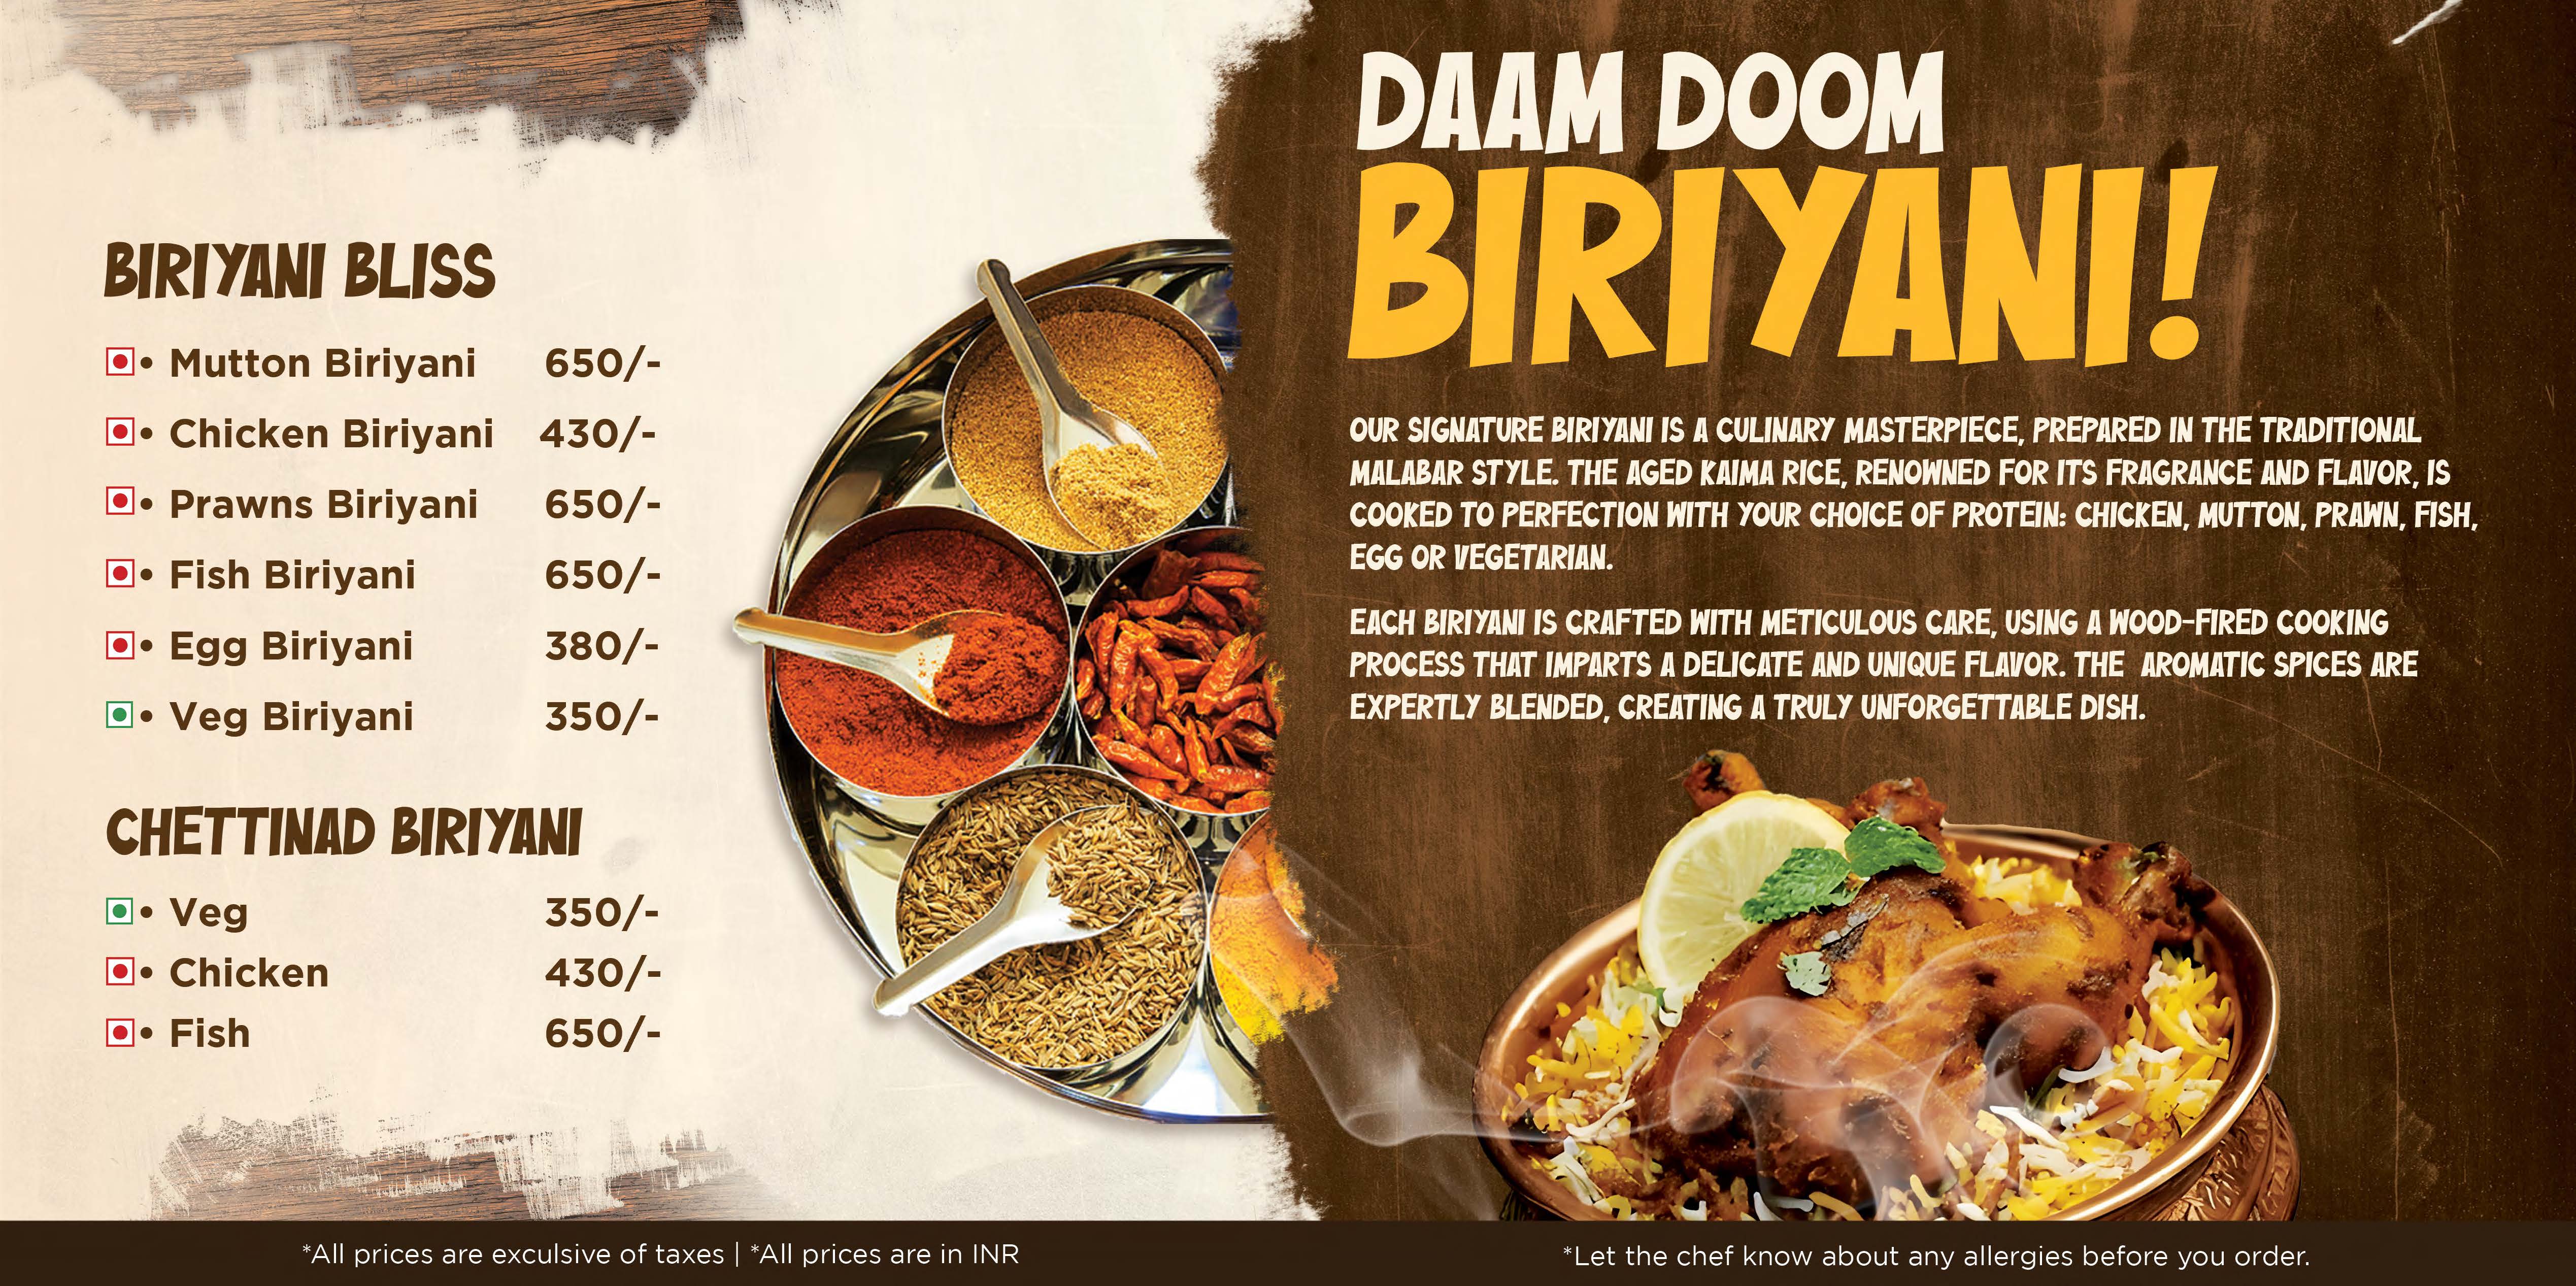 BIRIYANI BLISS
• Mutton Biriyani 650/-
• Chicken Biriyani 430/-
• Prawns Biriyani 650/-
• Fish Biriyani 650/-
• Egg Biriyani 380/-
• Veg Biriyani 350/-
CHETTINAD BIRIYANI
• Veg 350/-
• Chicken 430/-
• Fish 650/-
*All prices are exculsive of taxes | *All prices are in INR
DAAM DOOM
BIRIYANI!
OUR SIGNATURE BIRIYANI IS A CULINARY MASTERPIECE, PREPARED IN THE TRADITIONAL
MALABAR STYLE. THE AGED KAIMA RICE, RENOWNED FOR ITS FRAGRANCE AND FLAVOR, IS
COOKED TO PERFECTION WITH YOUR CHOICE OF PROTEIN: CHICKEN, MUTTON, PRAWN, FISH,
EGG OR VEGETARIAN.
EACH BIRIYANI IS CRAFTED WITH METICULOUS CARE, USING A WOOD-FIRED COOKING
PROCESS THAT IMPARTS A DELICATE AND UNIQUE FLAVOR. THE AROMATIC SPICES ARE
EXPERTLY BLENDED, CREATING A TRULY UNFORGETTABLE DISH.
*Let the chef know about any allergies before you order.